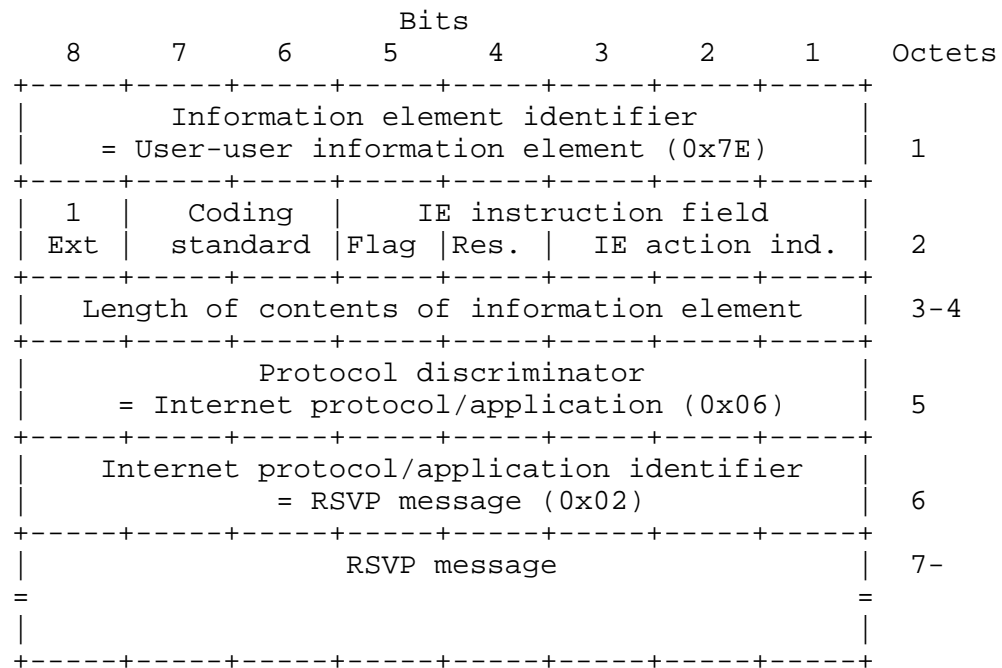 Bits
8     7     6     5     4     3     2     1    Octets
+-----+-----+-----+-----+-----+-----+-----+-----+
|        Information element identifier         |
|    = User-user information element (0x7E)     |  1
+-----+-----+-----+-----+-----+-----+-----+-----+
|  1  |   Coding  |    IE instruction field     |
| Ext |  standard |Flag |Res. |  IE action ind. |  2
+-----+-----+-----+-----+-----+-----+-----+-----+
|   Length of contents of information element   |  3-4
+-----+-----+-----+-----+-----+-----+-----+-----+
|             Protocol discriminator            |
|     = Internet protocol/application (0x06)    |  5
+-----+-----+-----+-----+-----+-----+-----+-----+
|    Internet protocol/application identifier   |
|              = RSVP message (0x02)            |  6
+-----+-----+-----+-----+-----+-----+-----+-----+
|                  RSVP message                 |  7-
=                                               =
|                                               |
+-----+-----+-----+-----+-----+-----+-----+-----+